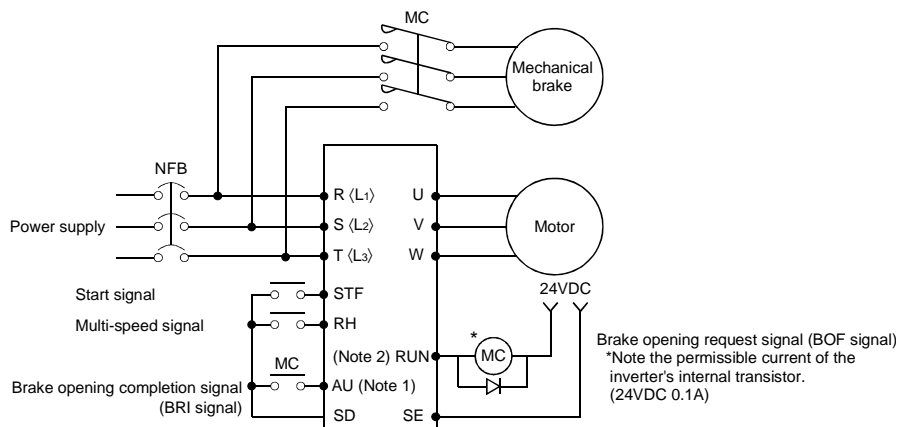 MC
Mechanical
brake
NFB
R ⟨L1⟩
U
Power supply
S ⟨L2⟩
V
Motor
T ⟨L3⟩
W
24VDC
Start signal
STF
Multi-speed signal
RH
(Note 2) RUN
*
MC
Brake opening request signal (BOF signal)
*Note the permissible current of the
inverter's internal transistor.
(24VDC 0.1A)
MC
Brake opening completion signal
(BRI signal)
AU (Note 1)
SD
SE